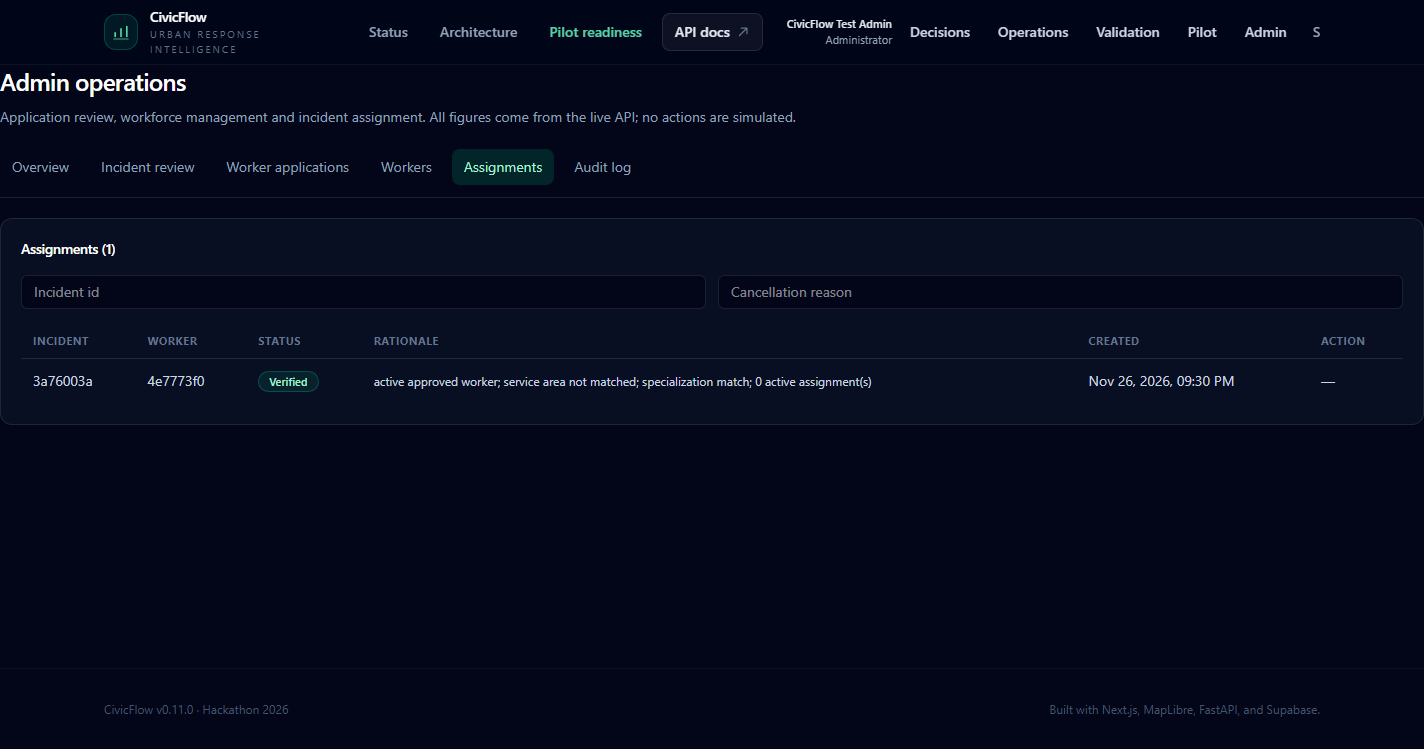 CivicFlow
URBAN RESPONSE
INTELLIGENCE
Status
Architecture
Pilot readiness
API docs ↗
CivicFlow Test Admin
Administrator
Decisions
Operations
Validation
Pilot
Admin
S
Admin operations
Application review, workforce management and incident assignment. All figures come from the live API; no actions are simulated.
Overview
Incident review
Worker applications
Workers
Assignments
Audit log
Assignments (1)
Incident id
Cancellation reason
INCIDENT WORKER STATUS RATIONALE CREATED ACTION
3a76003a 4e7773f0 Verified active approved worker; service area not matched; specialization match; 0 active assignment(s) Nov 26, 2026, 09:30 PM —
CivicFlow v0.11.0 · Hackathon 2026
Built with Next.js, MapLibre, FastAPI, and Supabase.